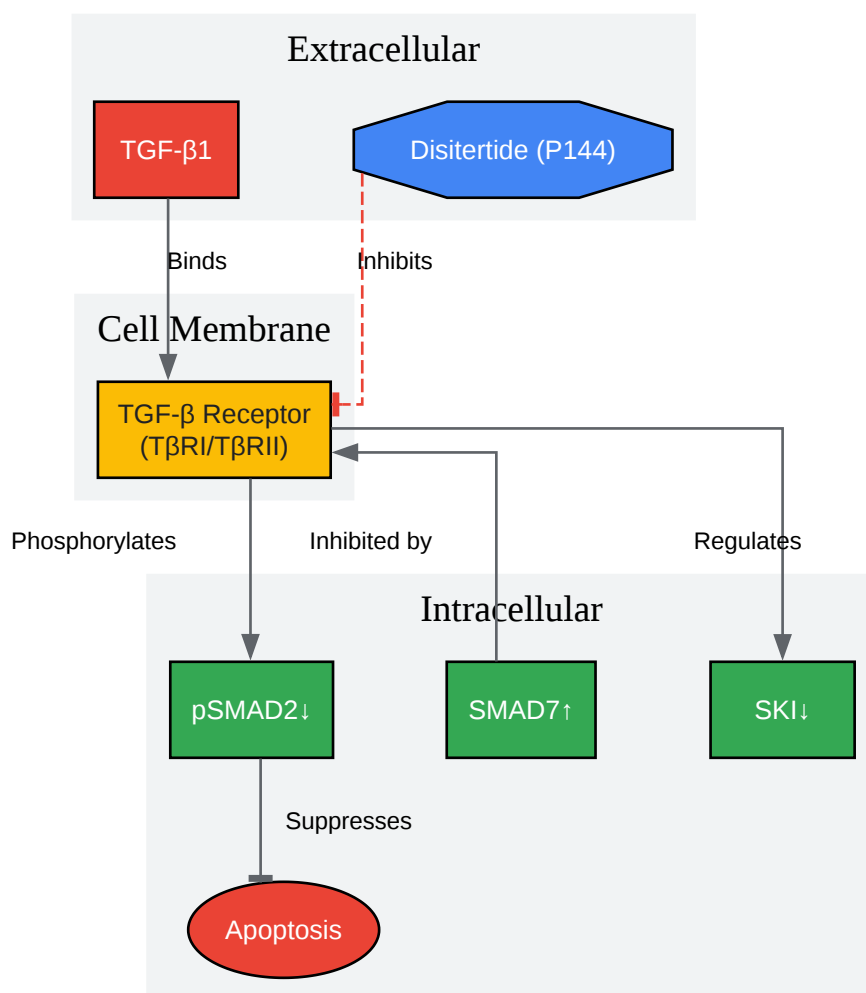 Extracellular
TGF-β1
Disitertide (P144)
Binds
Inhibits
Cell Membrane
TGF-β Receptor
(TβRI/TβRII)
Phosphorylates
Inhibited by
Regulates
Intracellular
pSMAD2↓
SMAD7↑
SKI↓
Suppresses
Apoptosis